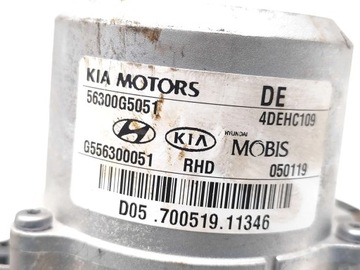 KIA MOTORS DE
56300G5051 4DEHC109
KIA HYUNDAI MOBIS
G556300051 RHD 050119
D05.700519.11346